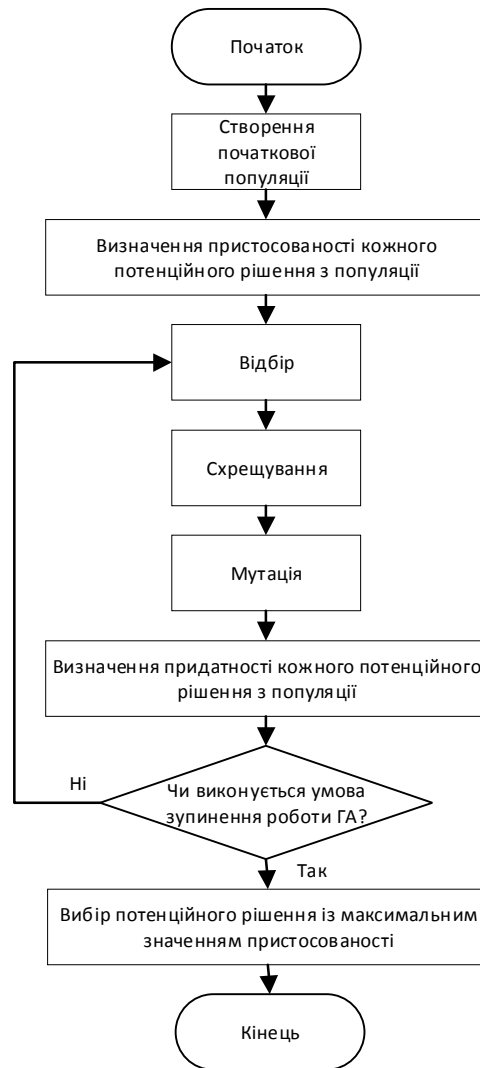 Початок
Створення
початкової
популяції
Визначення пристосованості кожного
потенційного рішення з популяції
Відбір
Схрещування
Мутація
Визначення придатності кожного потенційного
рішення з популяції
Ні
Чи виконується умова
зупинення роботи ГА?
Так
Вибір потенційного рішення із максимальним
значенням пристосованості
Кінець